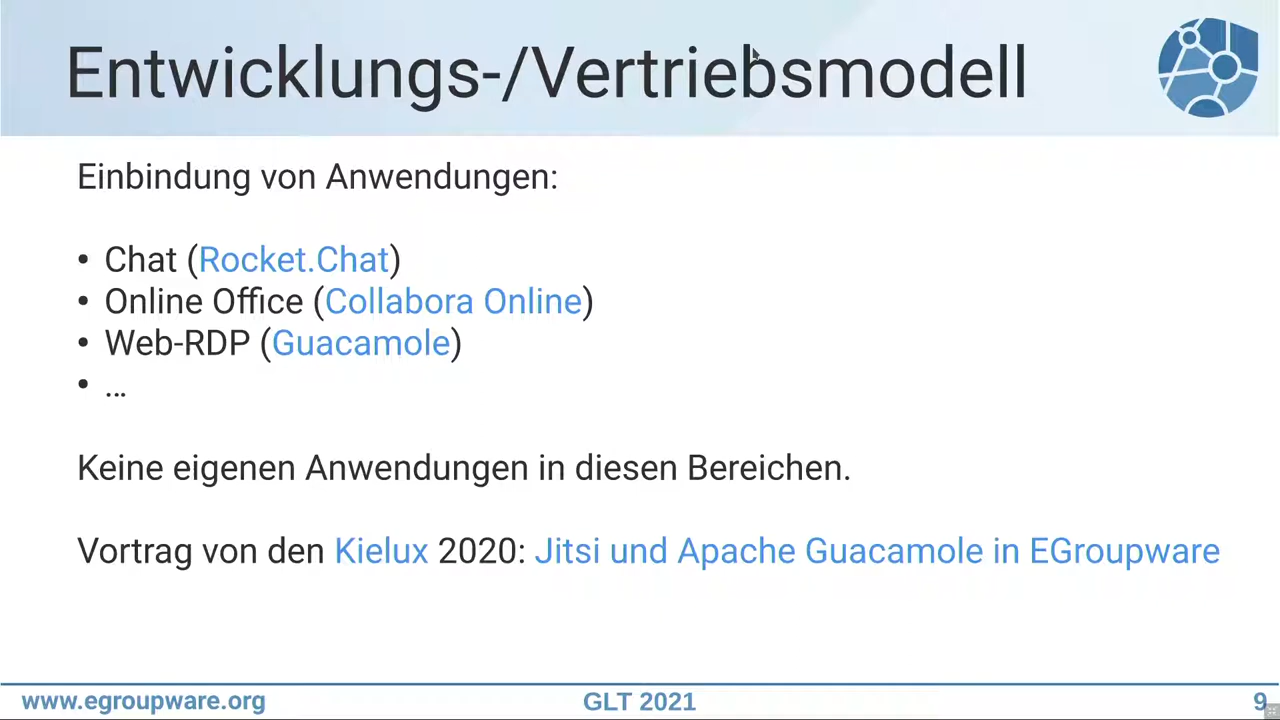 Entwicklungs-/Vertriebsmodell
Einbindung von Anwendungen:
• Chat (Rocket.Chat)
• Online Office (Collabora Online)
• Web-RDP (Guacamole)
• ...
Keine eigenen Anwendungen in diesen Bereichen.
Vortrag von den Kielux 2020: Jitsi und Apache Guacamole in EGroupware
www.egroupware.org
GLT 2021
9